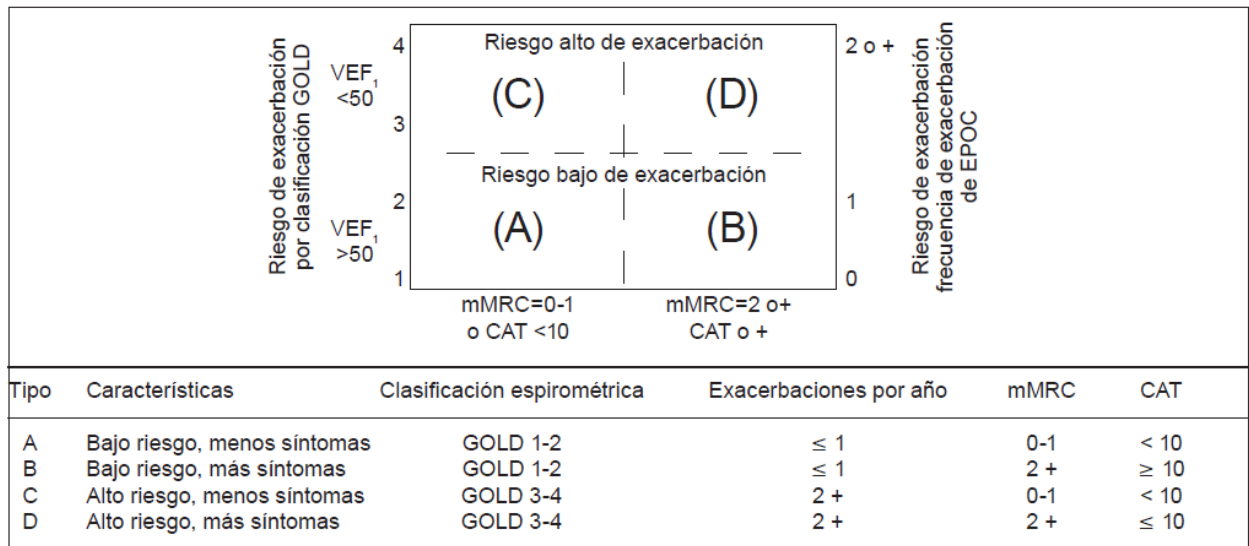 Riesgo de exacerbación
por clasificación GOLD
VEF1
<50
VEF1
>50
4
3
2
1
Riesgo alto de exacerbación
(C)
(D)
Riesgo bajo de exacerbación
(A)
(B)
2 o +
1
0
Riesgo de exacerbación
frecuencia de exacerbación
de EPOC
mMRC=0-1
o CAT <10
mMRC=2 o+
CAT o +
Tipo Características Clasificación espirométrica Exacerbaciones por año mMRC CAT
A Bajo riesgo, menos síntomas GOLD 1-2 ≤ 1 0-1 < 10
B Bajo riesgo, más síntomas GOLD 1-2 ≤ 1 2 + ≥ 10
C Alto riesgo, menos síntomas GOLD 3-4 2 + 0-1 < 10
D Alto riesgo, más síntomas GOLD 3-4 2 + 2 + ≤ 10